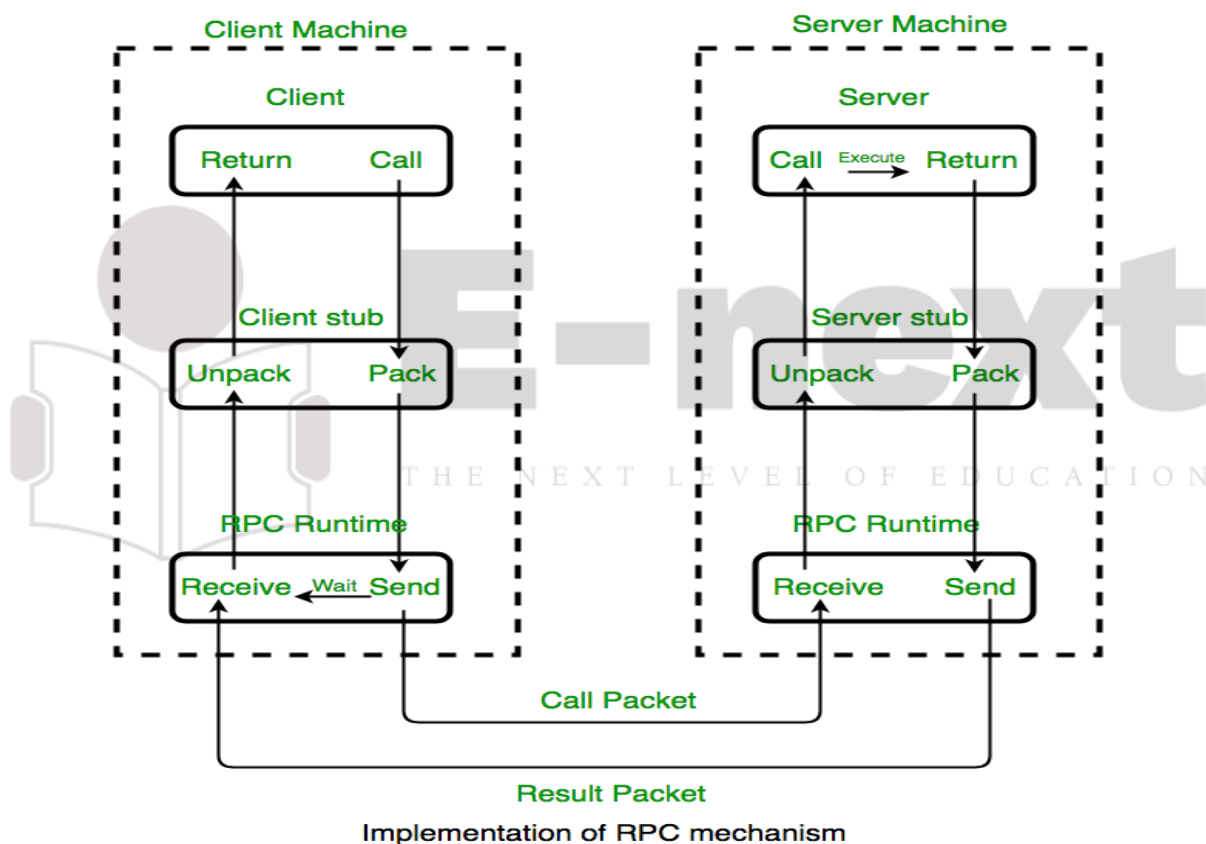 Client Machine Server Machine
Client Server
Return Call Call Execute Return
E-next
Client stub Server stub
Unpack Pack Unpack Pack
THE NEXT LEVEL OF EDUCATION
RPC Runtime RPC Runtime
Receive Wait Send Receive Send
Call Packet
Result Packet
Implementation of RPC mechanism